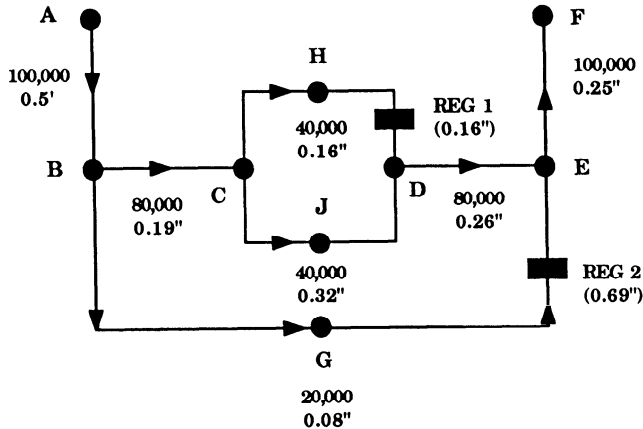 A
F
100,000
0.5'
H
100,000
0.25"
REG 1
(0.16")
40,000
0.16"
B
C
D
E
80,000
0.19"
J
80,000
0.26"
40,000
0.32"
REG 2
(0.69")
G
20,000
0.08"